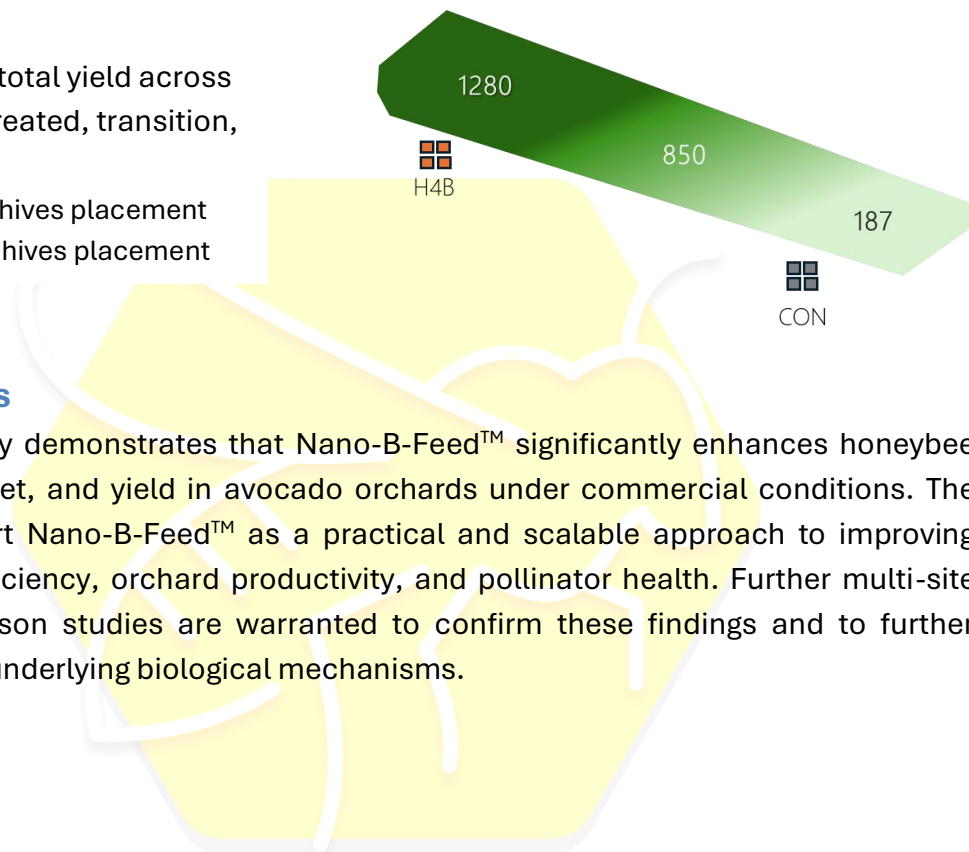 total yield across
reated, transition,
hives placement
hives placement
1280
850
187
H4B
CON
s
y demonstrates that Nano-B-Feed™ significantly enhances honeybee
et, and yield in avocado orchards under commercial conditions. The
rt Nano-B-Feed™ as a practical and scalable approach to improving
iciency, orchard productivity, and pollinator health. Further multi-site
son studies are warranted to confirm these findings and to further
underlying biological mechanisms.